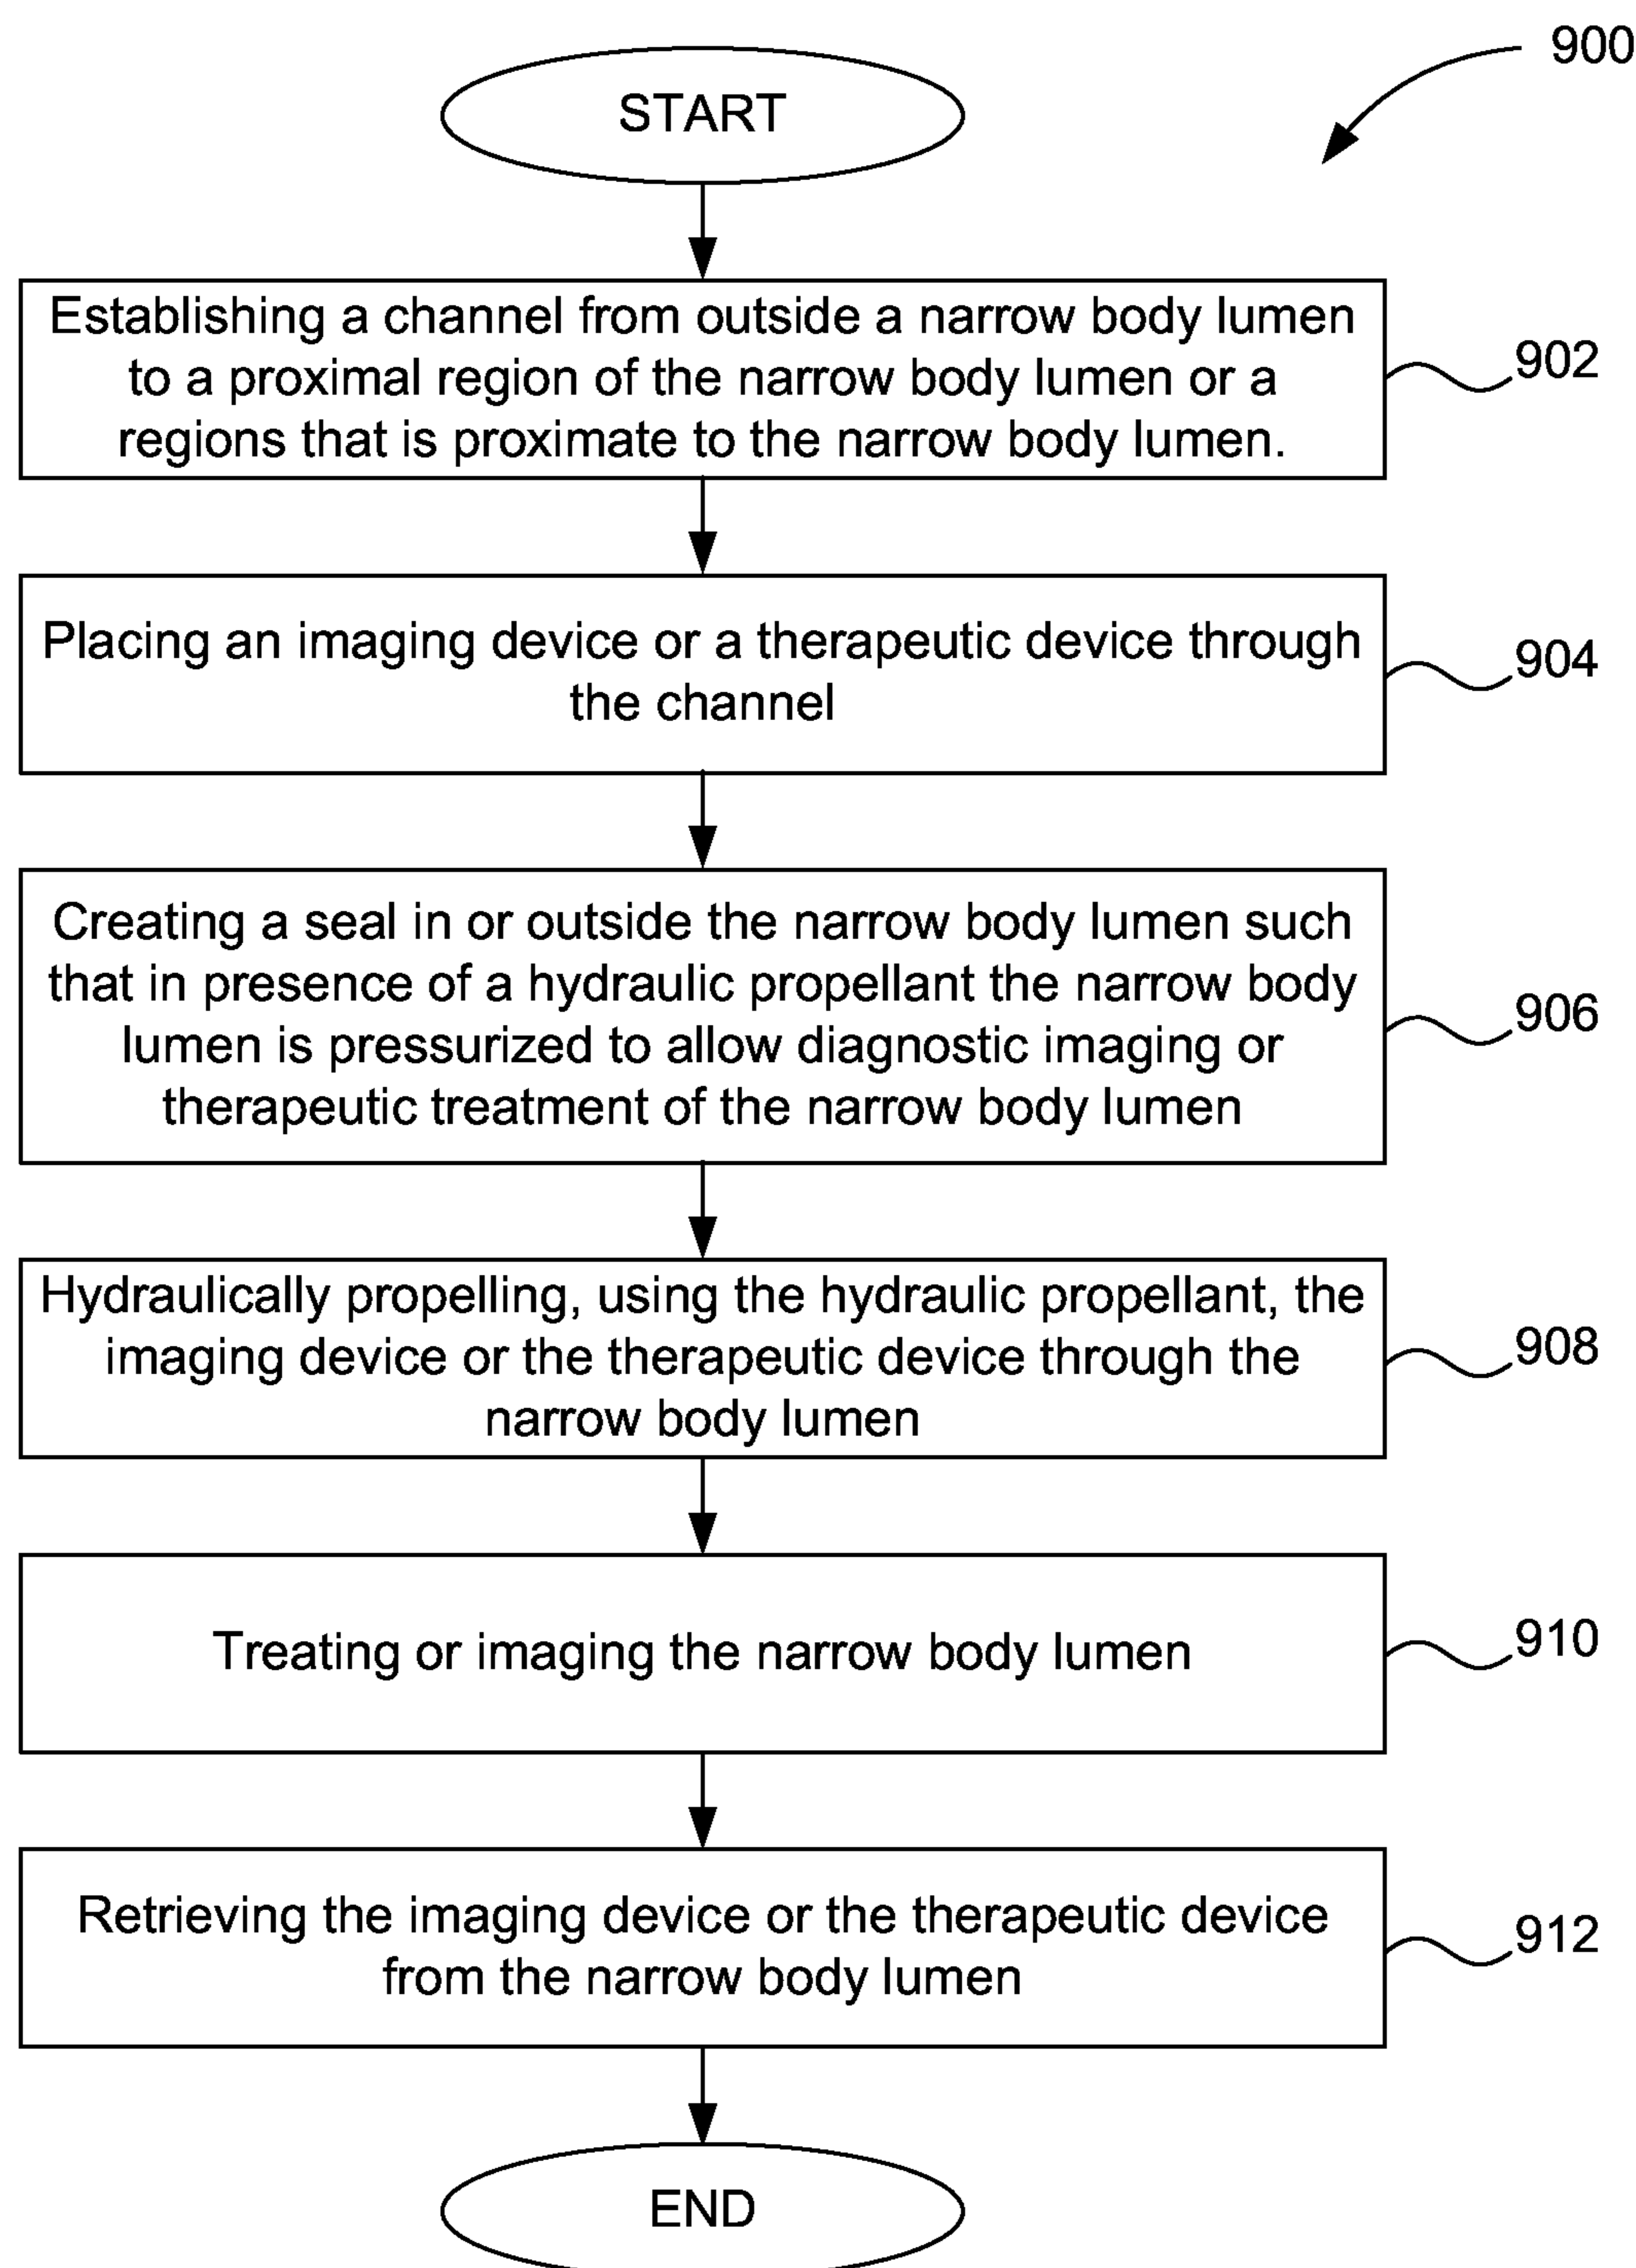 900
START
Establishing a channel from outside a narrow body lumen
to a proximal region of the narrow body lumen or a
regions that is proximate to the narrow body lumen.
902
Placing an imaging device or a therapeutic device through
the channel
904
Creating a seal in or outside the narrow body lumen such
that in presence of a hydraulic propellant the narrow body
lumen is pressurized to allow diagnostic imaging or
therapeutic treatment of the narrow body lumen
906
Hydraulically propelling, using the hydraulic propellant, the
imaging device or the therapeutic device through the
narrow body lumen
908
Treating or imaging the narrow body lumen
910
Retrieving the imaging device or the therapeutic device
from the narrow body lumen
912
END